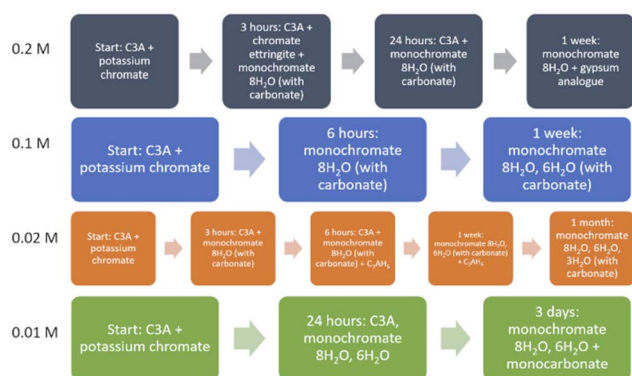 0.2 M
Start: C3A +
potassium
chromate
3 hours: C3A +
chromate
ettringite +
monochromate
8H₂O (with
carbonate)
24 hours: C3A +
monochromate
8H₂O (with
carbonate)
1 week:
monochromate
8H₂O + gypsum
analogue
0.1 M
Start: C3A +
potassium chromate
6 hours:
monochromate
8H₂O (with
carbonate)
1 week:
monochromate
8H₂O, 6H₂O (with
carbonate)
0.02 M
Start: C3A +
potassium
chromate
3 hours: C3A +
monochromate
8H₂O (with
carbonate)
6 hours: C3A +
monochromate
8H₂O (with
carbonate) + C₃AH₆
1 week:
monochromate 8H₂O,
6H₂O (with carbonate)
+ C₃AH₆
1 month:
monochromate
8H₂O, 6H₂O,
3H₂O (with
carbonate)
0.01 M
Start: C3A +
potassium chromate
24 hours: C3A,
monochromate
8H₂O, 6H₂O
3 days:
monochromate
8H₂O, 6H₂O +
monocarbonate